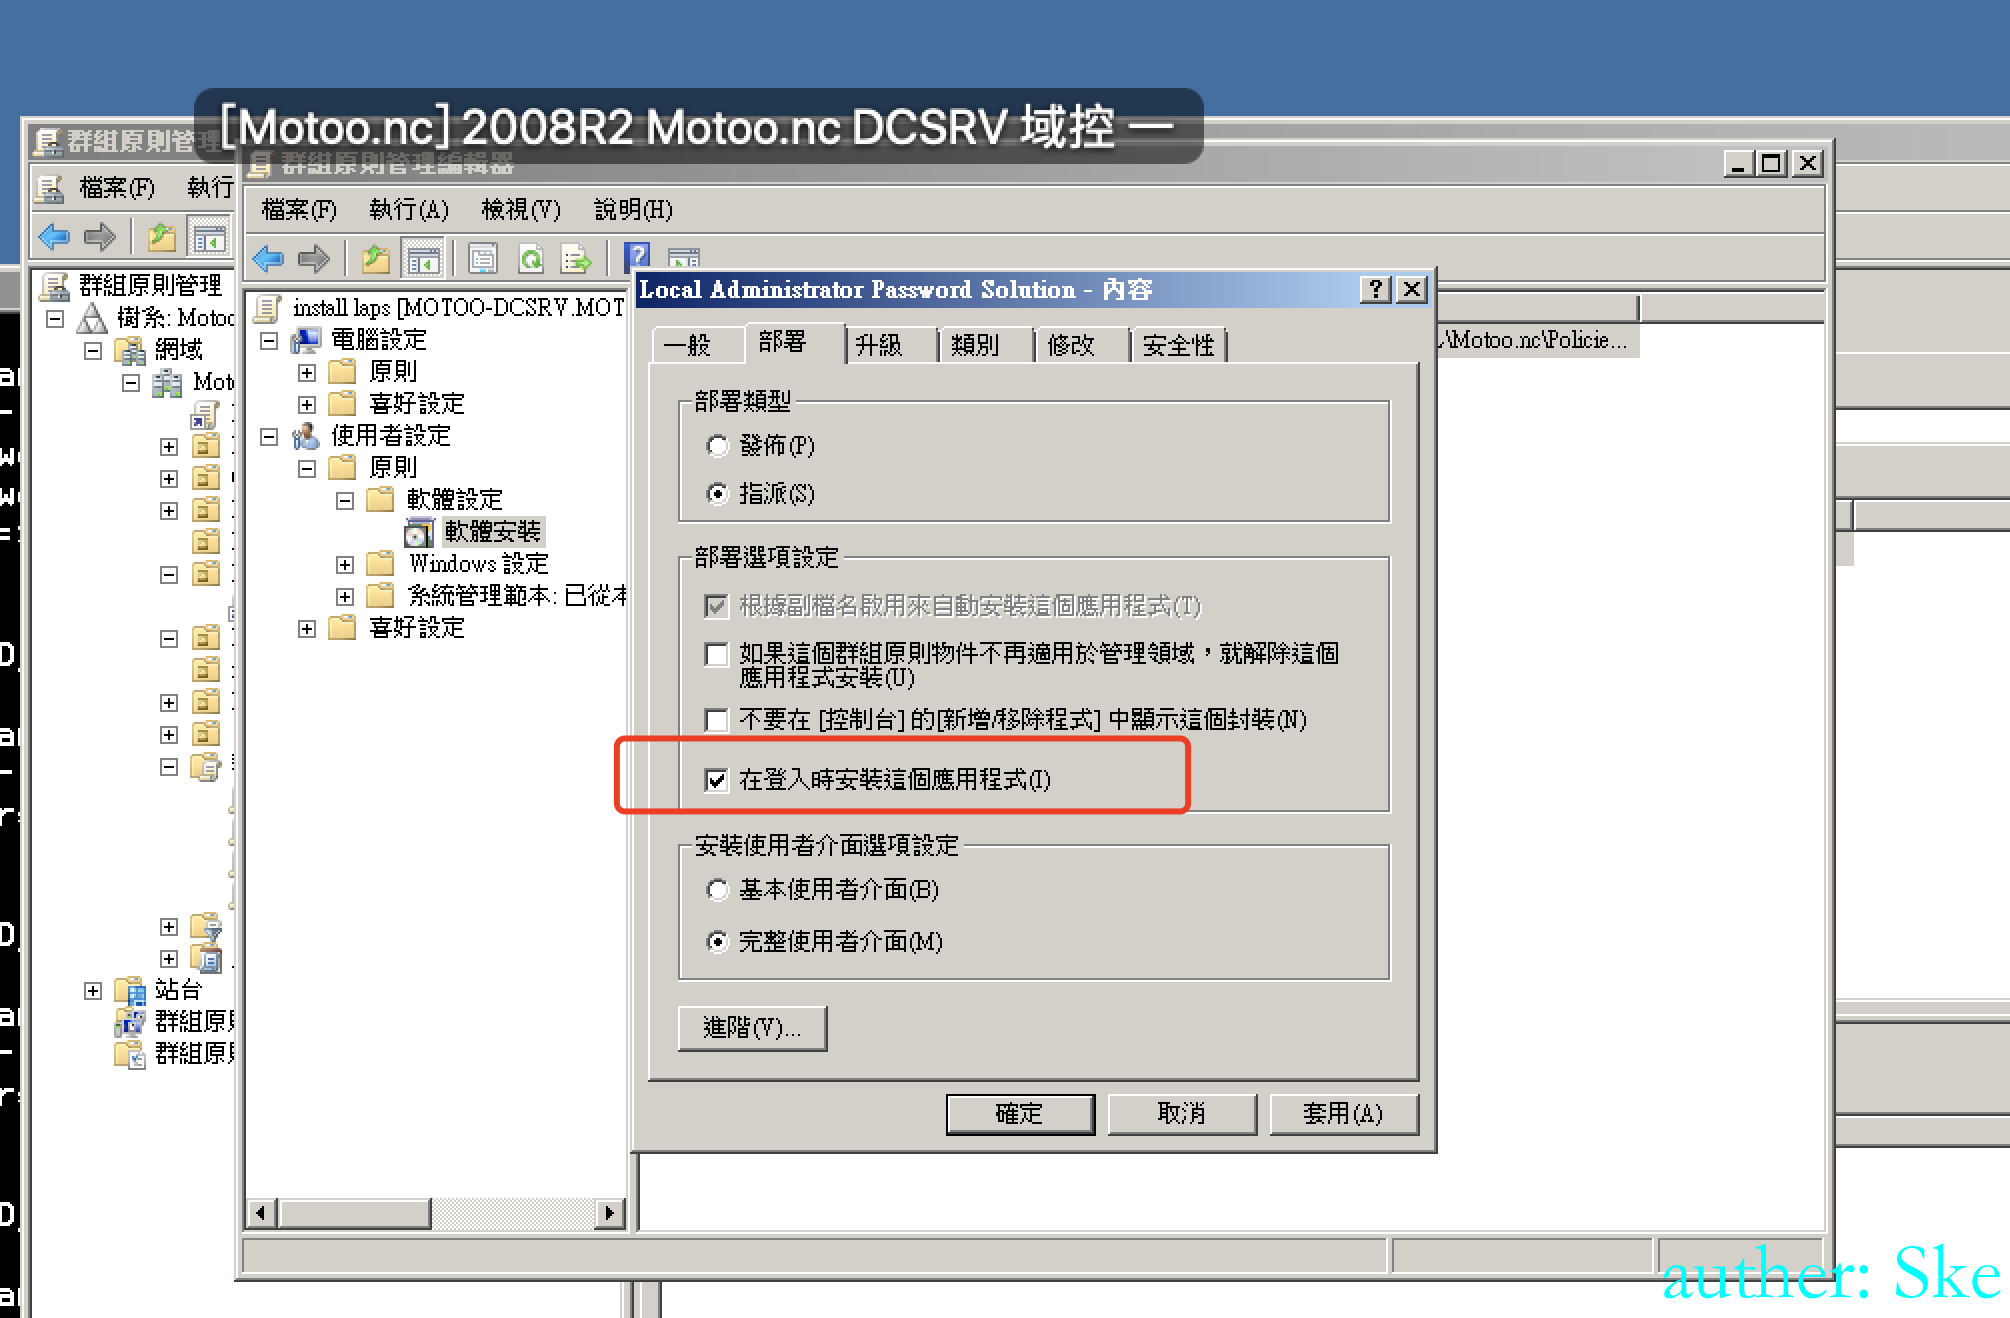 [Motoo.nc] 2008R2 Motoo.nc DCSRV 域控 一
群組原則管理
檔案(F) 執行
群組原則管理
樹系: Motoo
網域
站台
群組原則
群組原則
群組原則管理編輯器
檔案(F) 執行(A) 檢視(V) 說明(H)
install laps [MOTOO-DCSRV.MOT
電腦設定
原則
喜好設定
使用者設定
原則
軟體設定
軟體安裝
Windows 設定
系統管理範本: 已從本
喜好設定
\Motoo.nc\Policie...
Local Administrator Password Solution - 內容
一般 部署 升級 類別 修改 安全性
部署類型
發佈(P)
指派(S)
部署選項設定
根據副檔名啟用來自動安裝這個應用程式(T)
如果這個群組原則物件不再適用於管理領域，就解除這個
應用程式安裝(U)
不要在 [控制台] 的[新增/移除程式] 中顯示這個封裝(N)
在登入時安裝這個應用程式(I)
安裝使用者介面選項設定
基本使用者介面(B)
完整使用者介面(M)
進階(V)...
確定 取消 套用(A)
auther: Ske